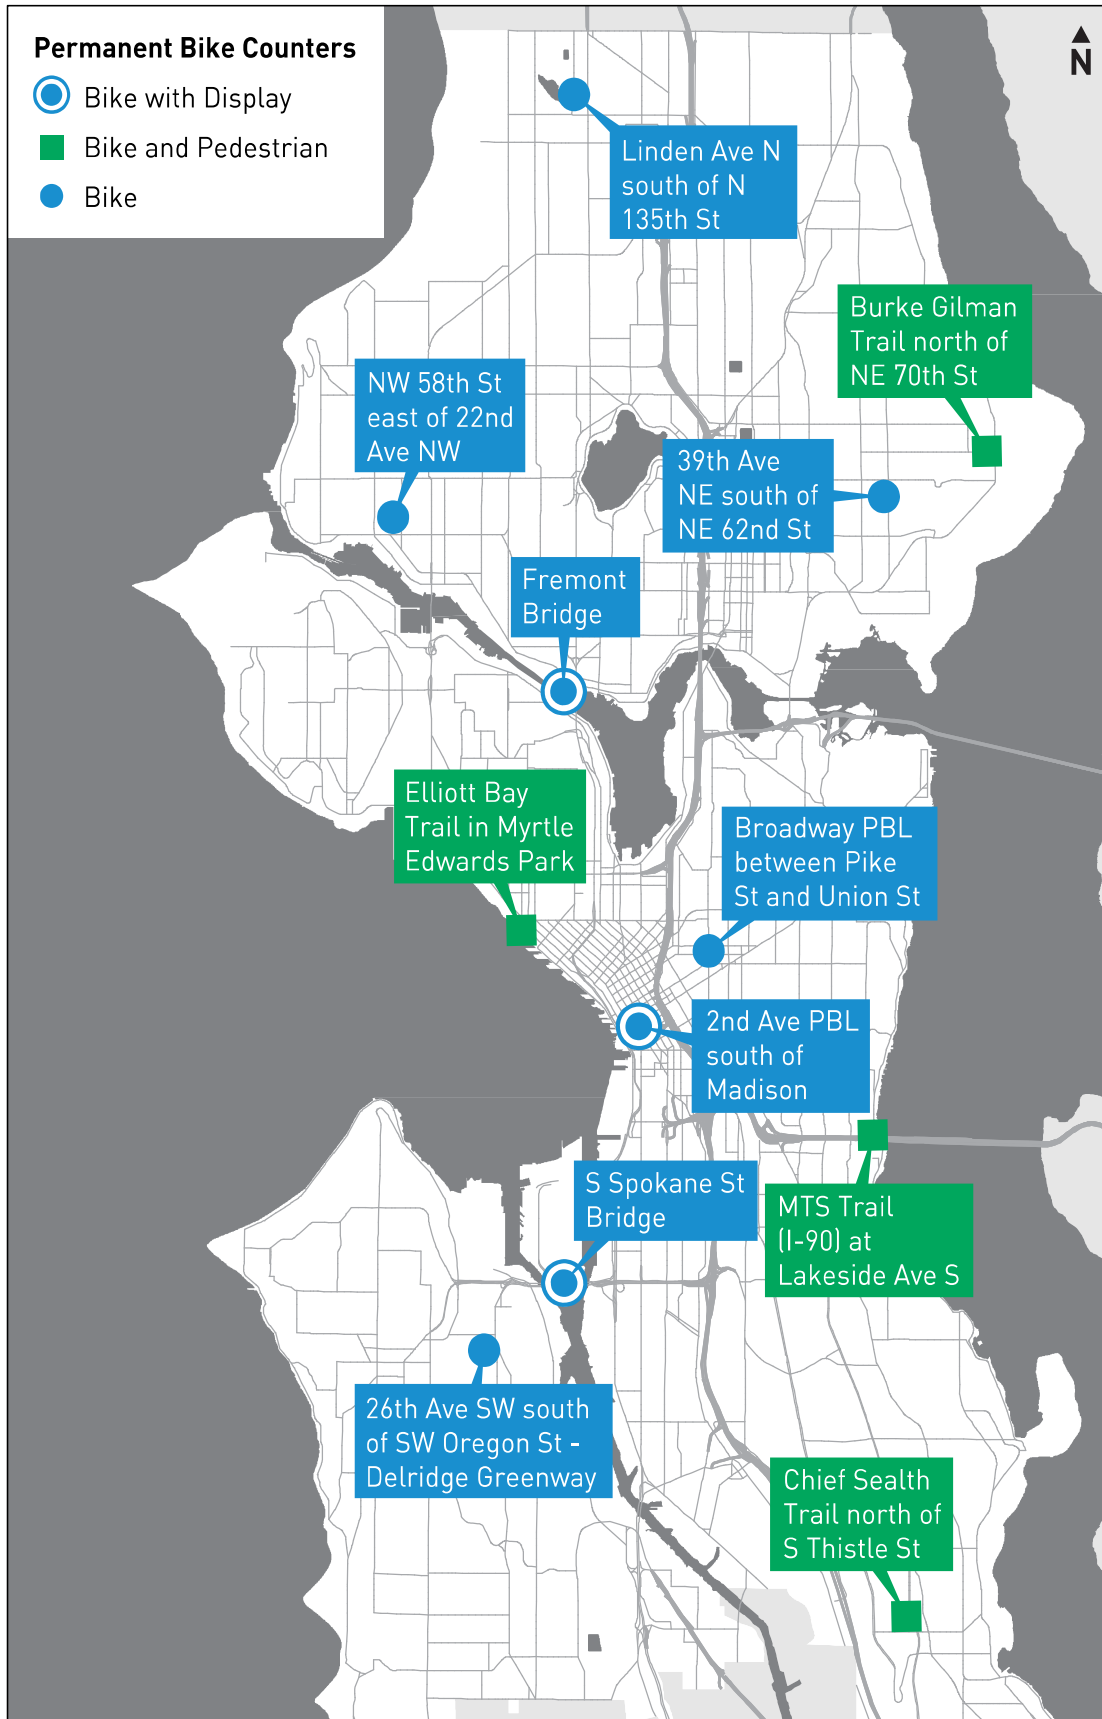 Permanent Bike Counters
Bike with Display
Bike and Pedestrian
Bike
N
Linden Ave N
south of N
135th St
Burke Gilman
Trail north of
NE 70th St
NW 58th St
east of 22nd
Ave NW
39th Ave
NE south of
NE 62nd St
Fremont
Bridge
Elliott Bay
Trail in Myrtle
Edwards Park
Broadway PBL
between Pike
St and Union St
2nd Ave PBL
south of
Madison
S Spokane St
Bridge
MTS Trail
(I-90) at
Lakeside Ave S
26th Ave SW south
of SW Oregon St -
Delridge Greenway
Chief Sealth
Trail north of
S Thistle St